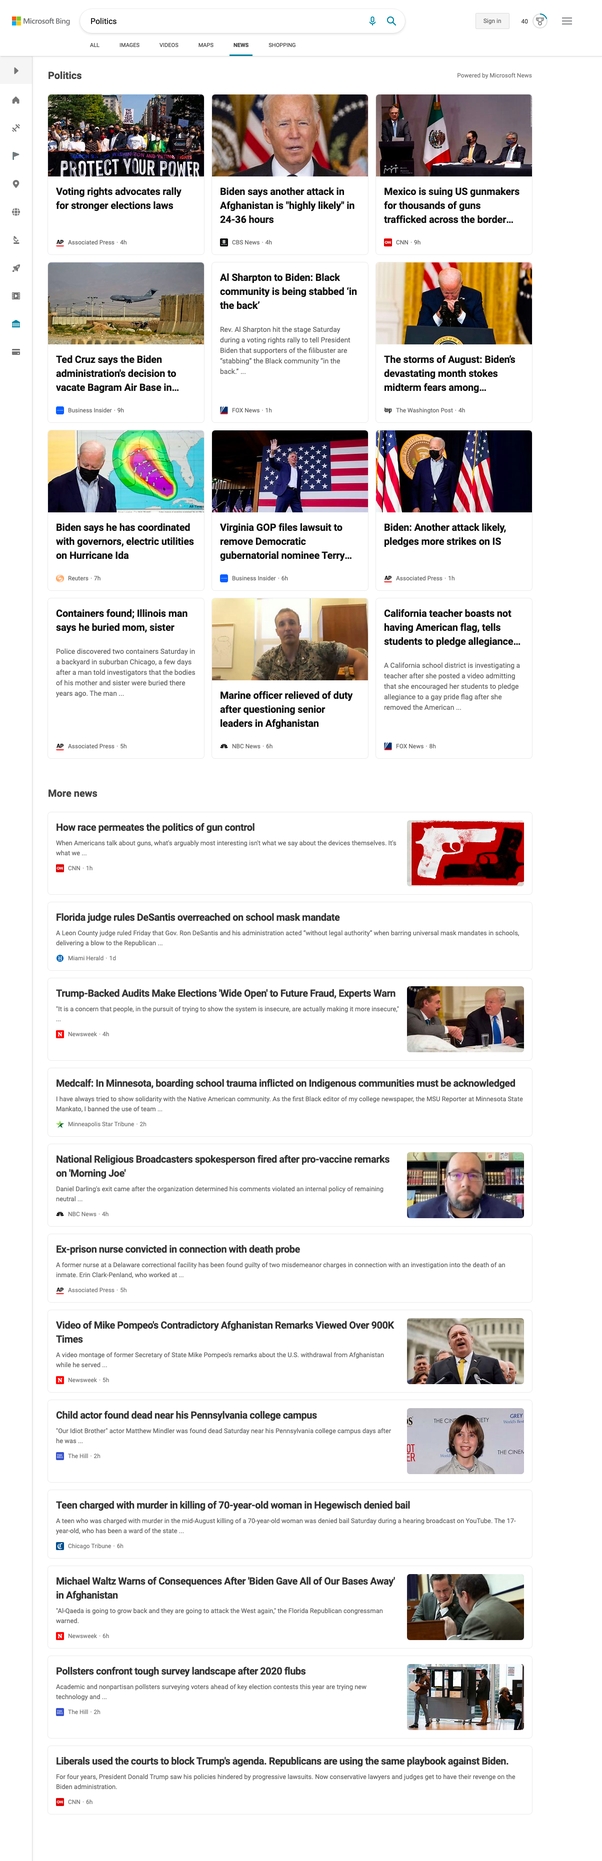 Microsoft Bing
Politics
Sign in
40
ALL
IMAGES
VIDEOS
MAPS
NEWS
SHOPPING
Politics
Powered by Microsoft News
PROTECT YOUR POWER
Voting rights advocates rally
for stronger elections laws
AP Associated Press · 4h
Biden says another attack in
Afghanistan is "highly likely" in
24-36 hours
CBS News · 4h
Mexico is suing US gunmakers
for thousands of guns
trafficked across the border...
CNN · 9h
Ted Cruz says the Biden
administration's decision to
vacate Bagram Air Base in...
Business Insider · 9h
Al Sharpton to Biden: Black
community is being stabbed 'in
the back'
Rev. Al Sharpton hit the stage Saturday
during a voting rights rally to tell President
Biden that supporters of the filibuster are
"stabbing" the Black community "in the
back." ...
FOX News · 1h
The storms of August: Biden's
devastating month stokes
midterm fears among...
wp The Washington Post · 4h
Biden says he has coordinated
with governors, electric utilities
on Hurricane Ida
Reuters · 7h
Virginia GOP files lawsuit to
remove Democratic
gubernatorial nominee Terry...
Business Insider · 6h
Biden: Another attack likely,
pledges more strikes on IS
AP Associated Press · 1h
Containers found; Illinois man
says he buried mom, sister
Police discovered two containers Saturday in
a backyard in suburban Chicago, a few days
after a man told investigators that the bodies
of his mother and sister were buried there
years ago. The man ...
AP Associated Press · 5h
Marine officer relieved of duty
after questioning senior
leaders in Afghanistan
NBC News · 6h
California teacher boasts not
having American flag, tells
students to pledge allegiance...
A California school district is investigating a
teacher after she posted a video admitting
that she encouraged her students to pledge
allegiance to a gay pride flag after she
removed the American ...
FOX News · 8h
More news
How race permeates the politics of gun control
When Americans talk about guns, what's arguably most interesting isn't what we say about the devices themselves. It's
what we ...
CNN · 1h
Florida judge rules DeSantis overreached on school mask mandate
A Leon County judge ruled Friday that Gov. Ron DeSantis and his administration acted "without legal authority" when barring universal mask mandates in schools,
delivering a blow to the Republican ...
Miami Herald · 1d
Trump-Backed Audits Make Elections 'Wide Open' to Future Fraud, Experts Warn
"It is a concern that people, in the pursuit of trying to show the system is insecure, are actually making it more insecure,"
...
N Newsweek · 4h
Medcalf: In Minnesota, boarding school trauma inflicted on Indigenous communities must be acknowledged
I have always tried to show solidarity with the Native American community. As the first Black editor of my college newspaper, the MSU Reporter at Minnesota State
Mankato, I banned the use of team ...
Minneapolis Star Tribune · 2h
National Religious Broadcasters spokesperson fired after pro-vaccine remarks
on 'Morning Joe'
Daniel Darling's exit came after the organization determined his comments violated an internal policy of remaining
neutral ...
NBC News · 4h
Ex-prison nurse convicted in connection with death probe
A former nurse at a Delaware correctional facility has been found guilty of two misdemeanor charges in connection with an investigation into the death of an
inmate. Erin Clark-Penland, who worked at ...
AP Associated Press · 5h
Video of Mike Pompeo's Contradictory Afghanistan Remarks Viewed Over 900K
Times
A video montage of former Secretary of State Mike Pompeo's remarks about the U.S. withdrawal from Afghanistan
while he served ...
N Newsweek · 5h
Child actor found dead near his Pennsylvania college campus
"Our Idiot Brother" actor Matthew Mindler was found dead Saturday near his Pennsylvania college campus days after
he was ...
The Hill · 2h
Teen charged with murder in killing of 70-year-old woman in Hegewisch denied bail
A teen who was charged with murder in the mid-August killing of a 70-year-old woman was denied bail Saturday during a hearing broadcast on YouTube. The 17-
year-old, who has been a ward of the state ...
Chicago Tribune · 6h
Michael Waltz Warns of Consequences After 'Biden Gave All of Our Bases Away'
in Afghanistan
"Al-Qaeda is going to grow back and they are going to attack the West again," the Florida Republican congressman
warned.
N Newsweek · 6h
Pollsters confront tough survey landscape after 2020 flubs
Academic and nonpartisan pollsters surveying voters ahead of key election contests this year are trying new
technology and ...
The Hill · 2h
Liberals used the courts to block Trump's agenda. Republicans are using the same playbook against Biden.
For four years, President Donald Trump saw his policies hindered by progressive lawsuits. Now conservative lawyers and judges get to have their revenge on the
Biden administration.
CNN · 6h